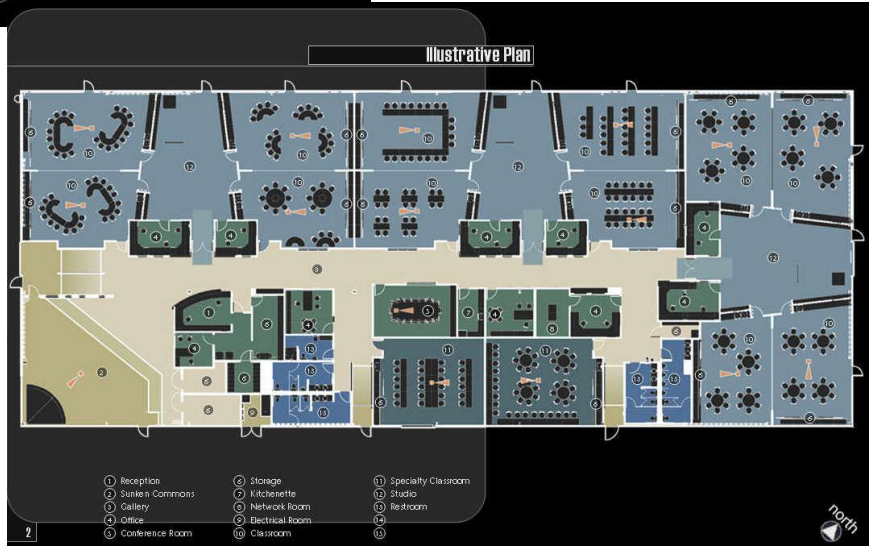 Illustrative Plan
1 Reception
2 Sunken Commons
3 Gallery
4 Office
5 Conference Room
6 Storage
7 Kitchenette
8 Network Room
9 Electrical Room
10 Classroom
11 Specialty Classroom
12 Studio
13 Restroom
14
15
2
north